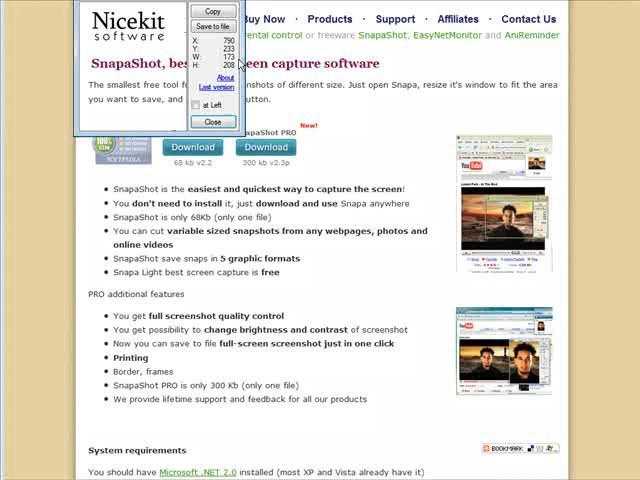 Nicekit
software
Copy
Save to file
X: 790
Y: 233
W: 173
H: 208
About
Last version
at Left
Close
Buy Now · Products · Support · Affiliates · Contact Us
rental control or freeware SnapaShot, EasyNetMonitor and AniReminder
SnapaShot, bes een capture software
The smallest free tool fo nshots of different size. Just open Snapa, resize it's window to fit the area
you want to save, and utton.
New!
apaShot PRO
100%
SOFTPEDIA
Download
Download
68 kb v2.2
300 kb v2.3p
• SnapaShot is the easiest and quickest way to capture the screen!
• You don't need to install it, just download and use Snapa anywhere
• SnapaShot is only 68Kb (only one file)
• You can cut variable sized snapshots from any webpages, photos and
online videos
• SnapaShot save snaps in 5 graphic formats
• Snapa Light best screen capture is free
PRO additional features
• You get full screenshot quality control
• You get possibility to change brightness and contrast of screenshot
• Now you can save to file full-screen screenshot just in one click
• Printing
• Border, frames
• SnapaShot PRO is only 300 Kb (only one file)
• We provide lifetime support and feedback for all our products
You Tube
You
System requirements
BOOKMARK
You should have Microsoft .NET 2.0 installed (most XP and Vista already have it)